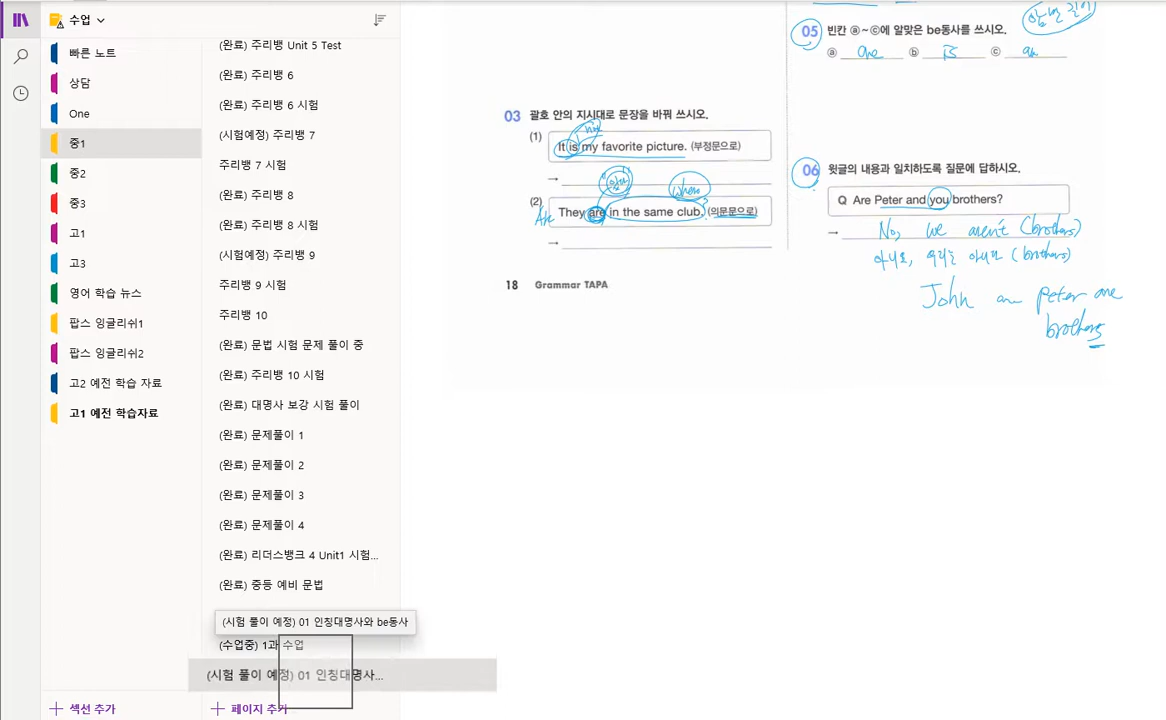 수업
빠른 노트
상담
One
중1
중2
중3
고1
고3
영어 학습 뉴스
팝스 잉글리쉬1
팝스 잉글리쉬2
고2 예전 학습 자료
고1 예전 학습자료
섹션 추가
(완료) 주리뱅 Unit 5 Test
(완료) 주리뱅 6
(완료) 주리뱅 6 시험
(시험예정) 주리뱅 7
주리뱅 7 시험
(완료) 주리뱅 8
(완료) 주리뱅 8 시험
(시험예정) 주리뱅 9
주리뱅 9 시험
주리뱅 10
(완료) 문법 시험 문제 풀이 중
(완료) 주리뱅 10 시험
(완료) 대명사 보강 시험 풀이
(완료) 문제풀이 1
(완료) 문제풀이 2
(완료) 문제풀이 3
(완료) 문제풀이 4
(완료) 리더스뱅크 4 Unit1 시험...
(완료) 중등 예비 문법
(시험 풀이 예정) 01 인칭대명사와 be동사
(수업중) 1과 수업
(시험 풀이 예정) 01 인칭대명사...
페이지 추가
03 괄호 안의 지시대로 문장을 바꿔 쓰시오.
not
(1) It is my favorite picture. (부정문으로)
→
where
(2) They are in the same club. (의문문으로)
Are
?
→
18 Grammar TAPA
05 빈칸 ⓐ~ⓒ에 알맞은 be동사를 쓰시오.
ⓐ are ⓑ is ⓒ
06 윗글의 내용과 일치하도록 질문에 답하시오.
Q Are Peter and you brothers?
→ No, we aren't (brothers)
아니오, 우리는 아니다 (brothers)
John Peter are
brothers